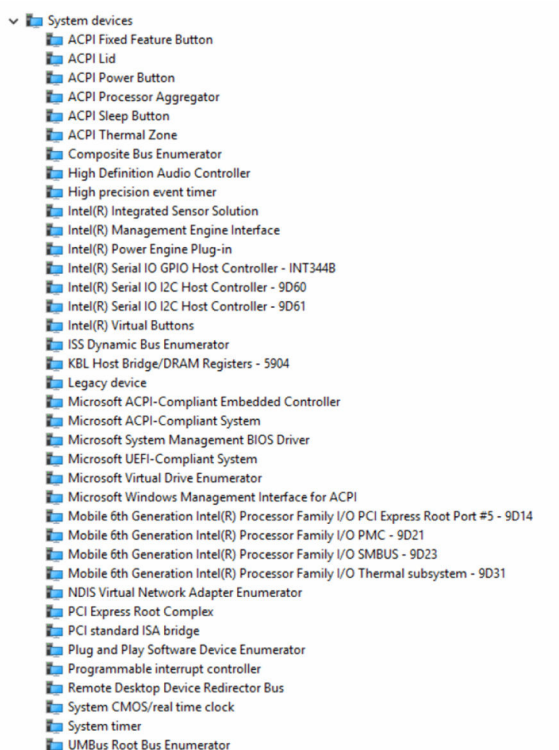 System devices
ACPI Fixed Feature Button
ACPI Lid
ACPI Power Button
ACPI Processor Aggregator
ACPI Sleep Button
ACPI Thermal Zone
Composite Bus Enumerator
High Definition Audio Controller
High precision event timer
Intel(R) Integrated Sensor Solution
Intel(R) Management Engine Interface
Intel(R) Power Engine Plug-in
Intel(R) Serial IO GPIO Host Controller - INT344B
Intel(R) Serial IO I2C Host Controller - 9D60
Intel(R) Serial IO I2C Host Controller - 9D61
Intel(R) Virtual Buttons
ISS Dynamic Bus Enumerator
KBL Host Bridge/DRAM Registers - 5904
Legacy device
Microsoft ACPI-Compliant Embedded Controller
Microsoft ACPI-Compliant System
Microsoft System Management BIOS Driver
Microsoft UEFI-Compliant System
Microsoft Virtual Drive Enumerator
Microsoft Windows Management Interface for ACPI
Mobile 6th Generation Intel(R) Processor Family I/O PCI Express Root Port #5 - 9D14
Mobile 6th Generation Intel(R) Processor Family I/O PMC - 9D21
Mobile 6th Generation Intel(R) Processor Family I/O SMBUS - 9D23
Mobile 6th Generation Intel(R) Processor Family I/O Thermal subsystem - 9D31
NDIS Virtual Network Adapter Enumerator
PCI Express Root Complex
PCI standard ISA bridge
Plug and Play Software Device Enumerator
Programmable interrupt controller
Remote Desktop Device Redirector Bus
System CMOS/real time clock
System timer
UMBus Root Bus Enumerator